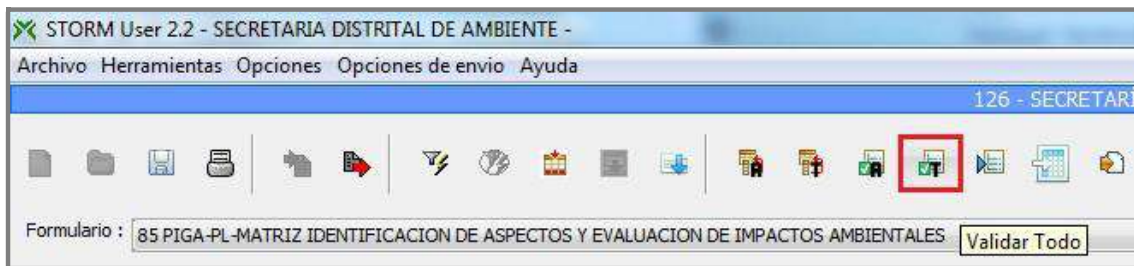 STORM User 2.2 - SECRETARIA DISTRITAL DE AMBIENTE -
Archivo Herramientas Opciones Opciones de envio Ayuda
126 - SECRETARI
Formulario : 85 PIGA-PL-MATRIZ IDENTIFICACION DE ASPECTOS Y EVALUACION DE IMPACTOS AMBIENTALES
Validar Todo